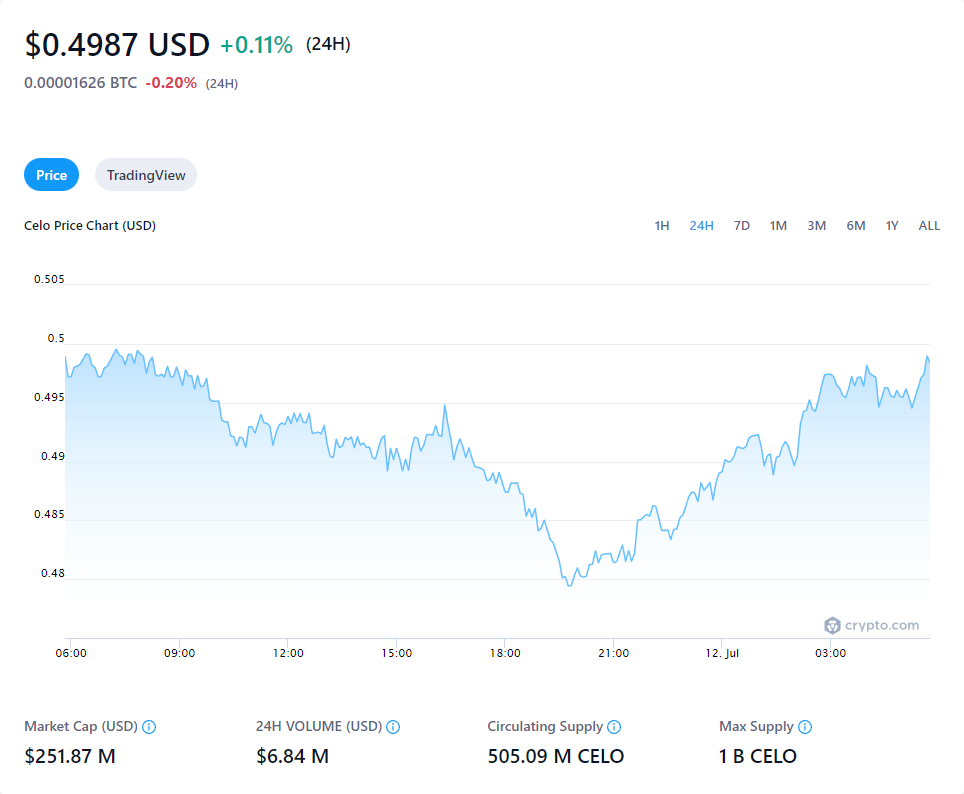 $0.4987 USD +0.11% (24H)
0.00001626 BTC -0.20% (24H)
Price TradingView
Celo Price Chart (USD) 1H 24H 7D 1M 3M 6M 1Y ALL
0.505
0.5
0.495
0.49
0.485
0.48
crypto.com
06:00 09:00 12:00 15:00 18:00 21:00 12. Jul 03:00
Market Cap (USD) 24H VOLUME (USD) Circulating Supply Max Supply
$251.87 M $6.84 M 505.09 M CELO 1 B CELO